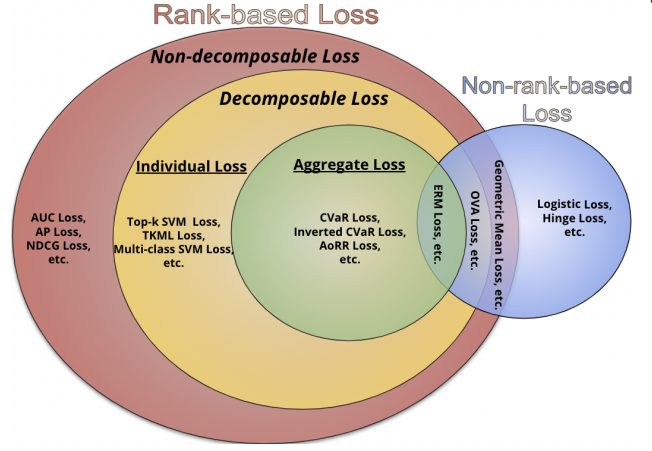 Rank-based Loss
Non-decomposable Loss
Decomposable Loss
Non-rank-based
Loss
Individual Loss
Aggregate Loss
AUC Loss,
AP Loss,
NDCG Loss,
etc.
Top-k SVM Loss,
TKML Loss,
Multi-class SVM Loss,
etc.
CVaR Loss,
Inverted CVaR Loss,
AoRR Loss,
etc.
ERM Loss, etc.
OVA Loss, etc.
Geometric Mean Loss, etc.
Logistic Loss,
Hinge Loss,
etc.